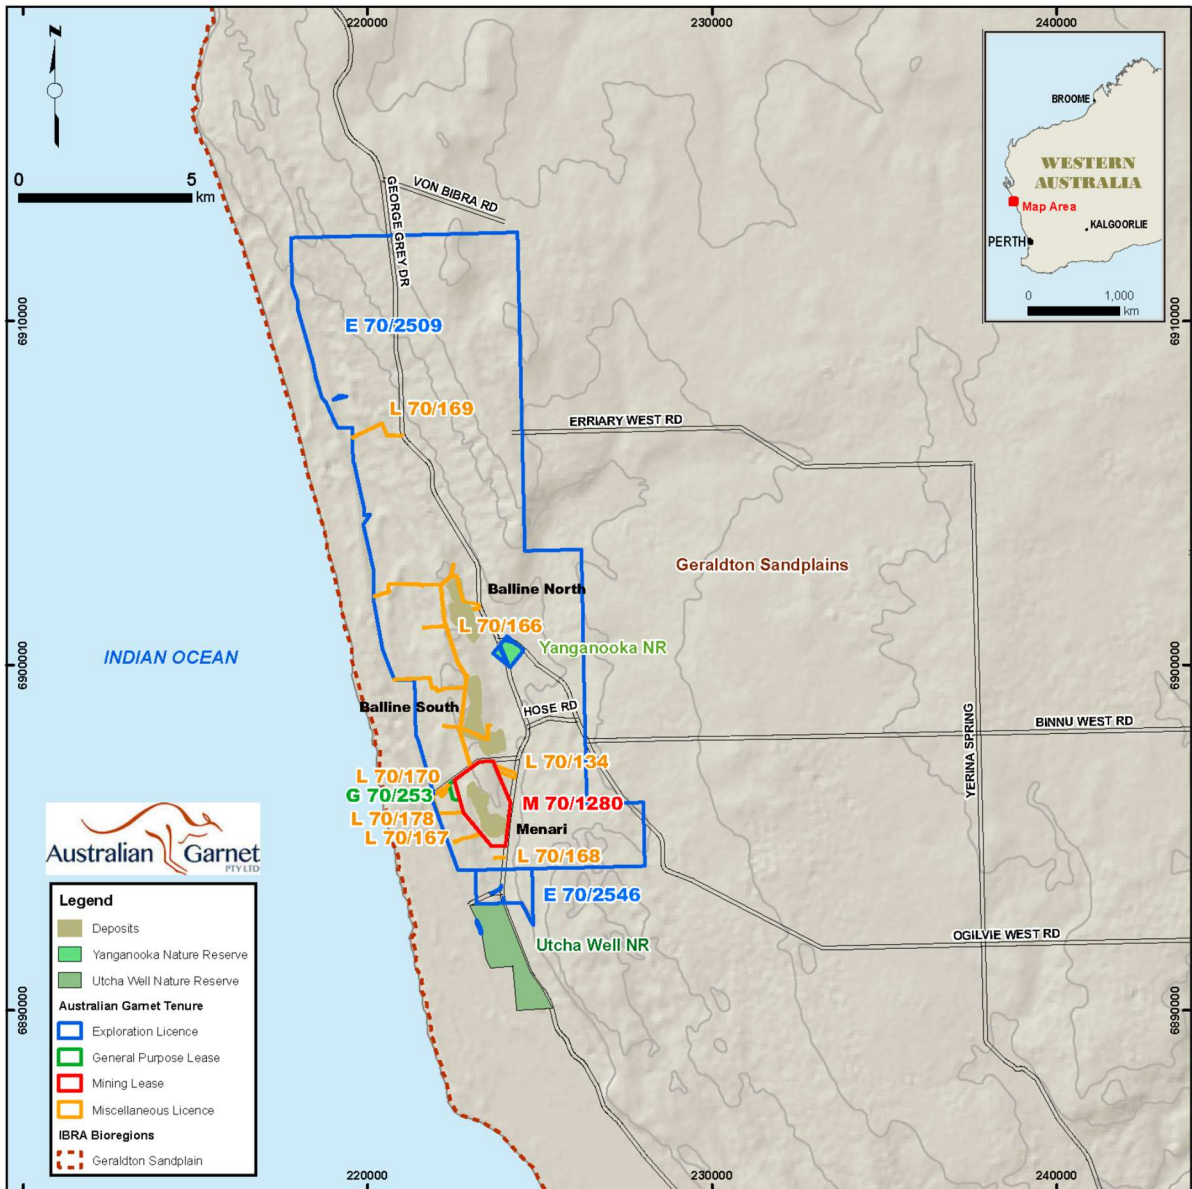 220000
230000
240000
Z
0 5
km
VON BIBRA RD
GEORGE GREY DR
BROOME
WESTERN
AUSTRALIA
Map Area
KALGOORLIE
PERTH
0 1,000
km
6910000
6910000
E 70/2509
L 70/169
ERRIARY WEST RD
Geraldton Sandplains
Balline North
L 70/166
Yanganooka NR
INDIAN OCEAN
6900000
6900000
Balline South
HOSE RD
BINNU WEST RD
YERINA SPRING
L 70/134
L 70/170
G 70/253
M 70/1280
L 70/178
Menari
L 70/167
L 70/168
E 70/2546
Utcha Well NR
OGILVIE WEST RD
6890000
6890000
Australian Garnet
PTY LTD
Legend
Deposits
Yanganooka Nature Reserve
Utcha Well Nature Reserve
Australian Garnet Tenure
Exploration Licence
General Purpose Lease
Mining Lease
Miscellaneous Licence
IBRA Bioregions
Geraldton Sandplain
220000
230000
240000